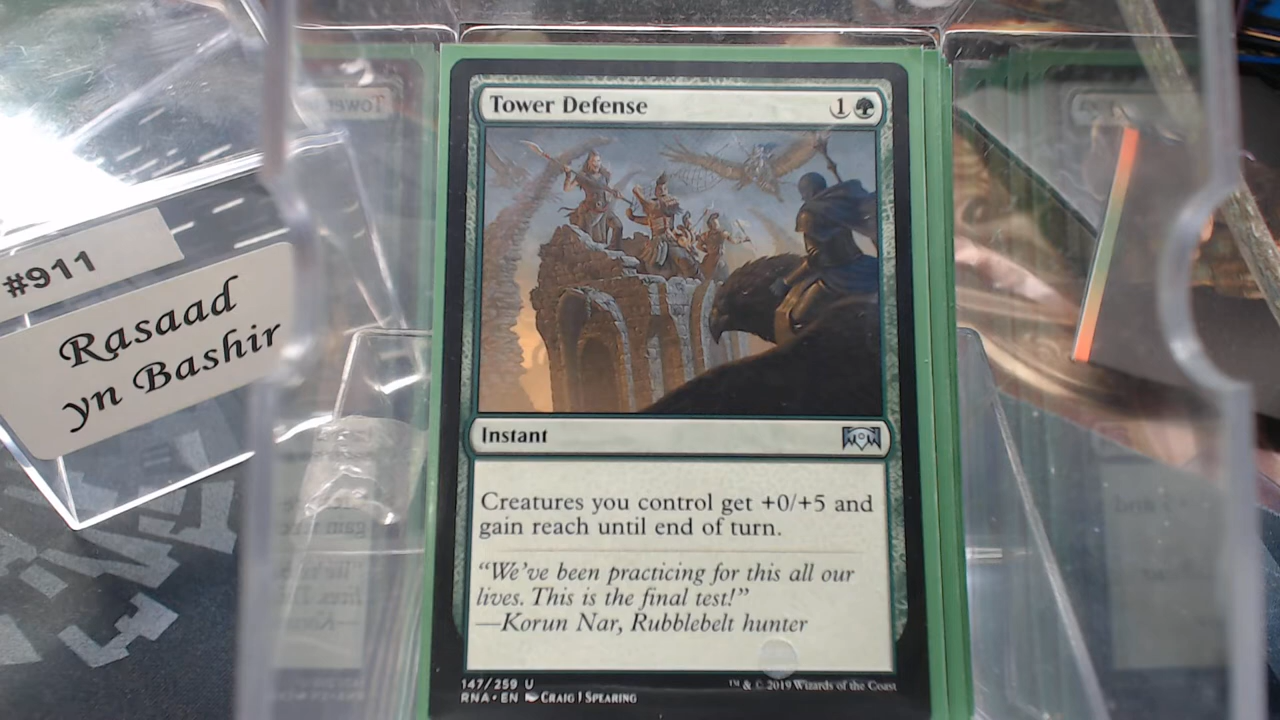 #911
Rasaad
yn Bashir
Tower Defense 1
Instant
Creatures you control get +0/+5 and
gain reach until end of turn.
“We’ve been practicing for this all our
lives. This is the final test!”
—Korun Nar, Rubblebelt hunter
147/259 U
RNA • EN Craig J Spearing
™ & © 2019 Wizards of the Coast